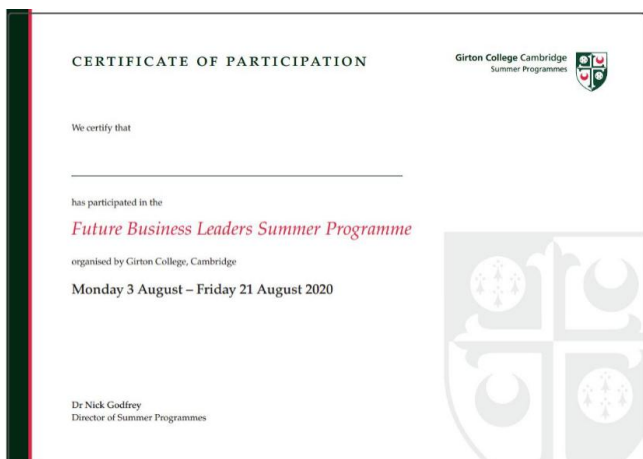 CERTIFICATE OF PARTICIPATION
Girton College Cambridge
Summer Programmes
We certify that
has participated in the
Future Business Leaders Summer Programme
organised by Girton College, Cambridge
Monday 3 August – Friday 21 August 2020
Dr Nick Godfrey
Director of Summer Programmes